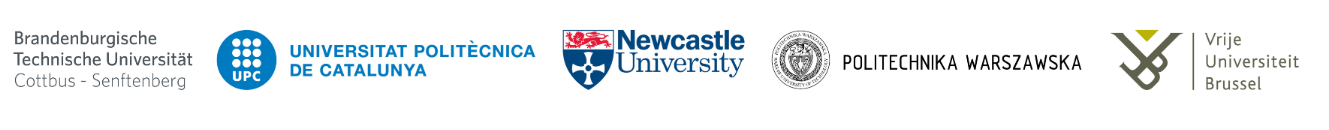 Brandenburgische
Technische Universität
Cottbus - Senftenberg
UPC
UNIVERSITAT POLITÈCNICA
DE CATALUNYA
Newcastle
University
POLITECHNIKA WARSZAWSKA
Vrije
Universiteit
Brussel